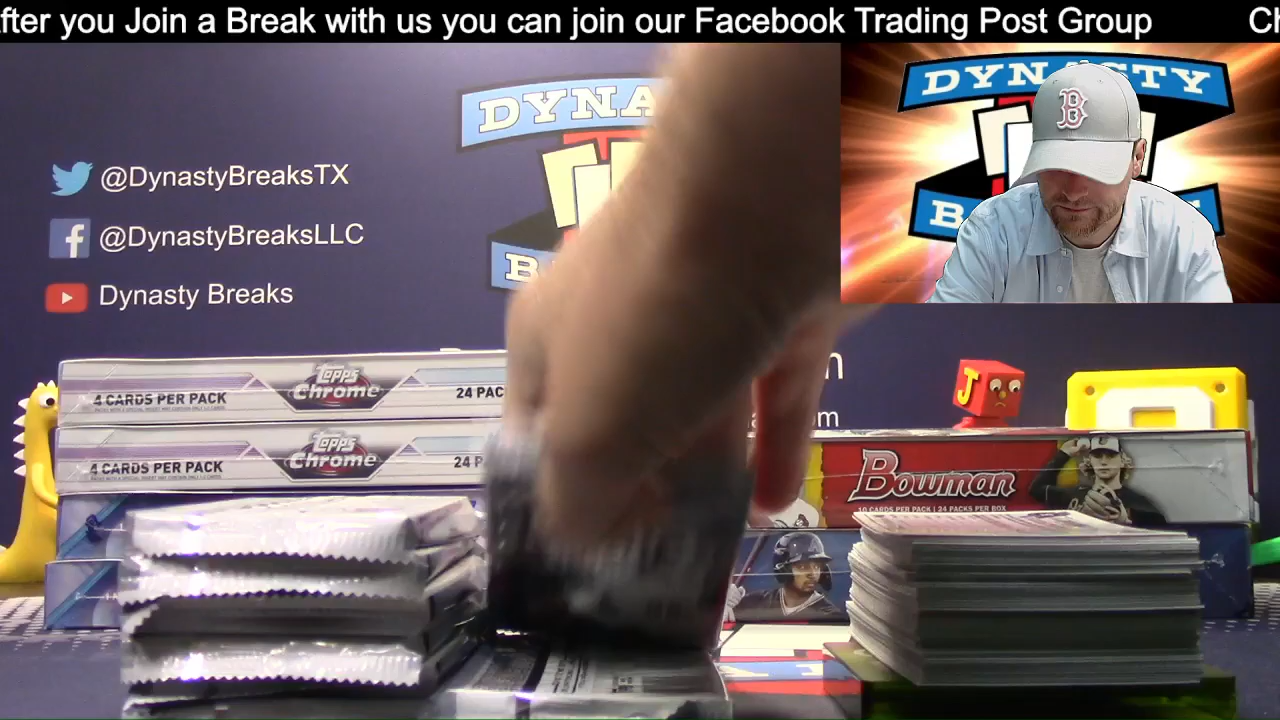 fter you Join a Break with us you can join our Facebook Trading Post Group
DYNASTY
B
@DynastyBreaksTX
@DynastyBreaksLLC
Dynasty Breaks
DYNA
B
4 CARDS PER PACK
Topps
Chrome
24 PAC
4 CARDS PER PACK
Topps
Chrome
24 P
J
Bowman
10 CARDS PER PACK | 24 PACKS PER BOX